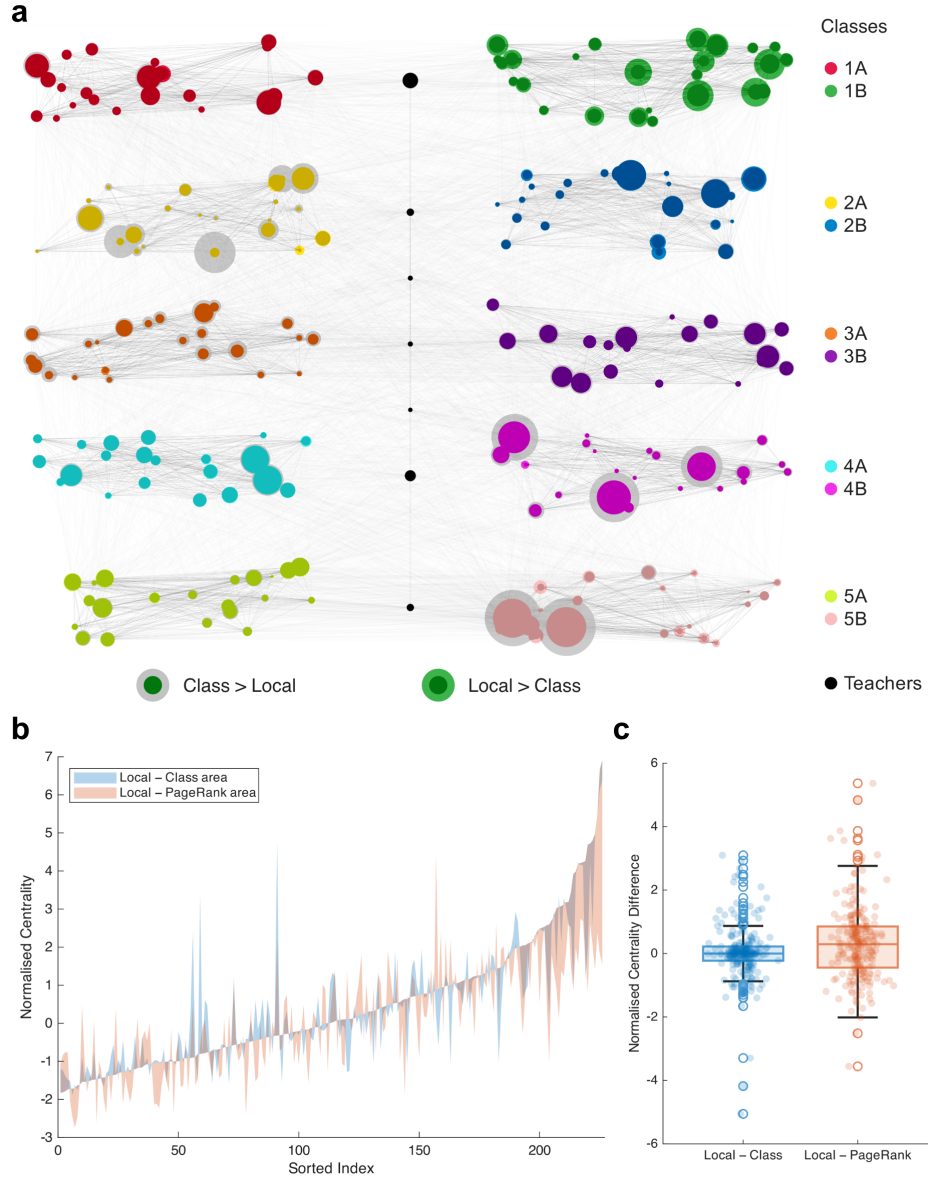 a
Classes
1A
1B
2A
2B
3A
3B
4A
4B
5A
5B
Class > Local
Local > Class
Teachers
b
c
7
6
5
4
3
2
1
0
-1
-2
-3
Normalised Centrality
Local – Class area
Local – PageRank area
0
50
100
150
200
Sorted Index
6
4
2
0
-2
-4
-6
Normalised Centrality Difference
Local – Class
Local – PageRank